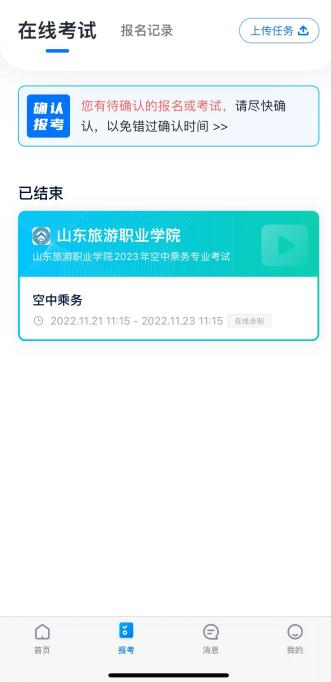 在线考试 报名记录 上传任务
确认
报考
您有待确认的报名或考试，请尽快确
认，以免错过确认时间 >>
已结束
山东旅游职业学院
山东旅游职业学院2023年空中乘务专业考试
空中乘务
2022.11.21 11:15 - 2022.11.23 11:15 在线录制
首页 报考 消息 我的